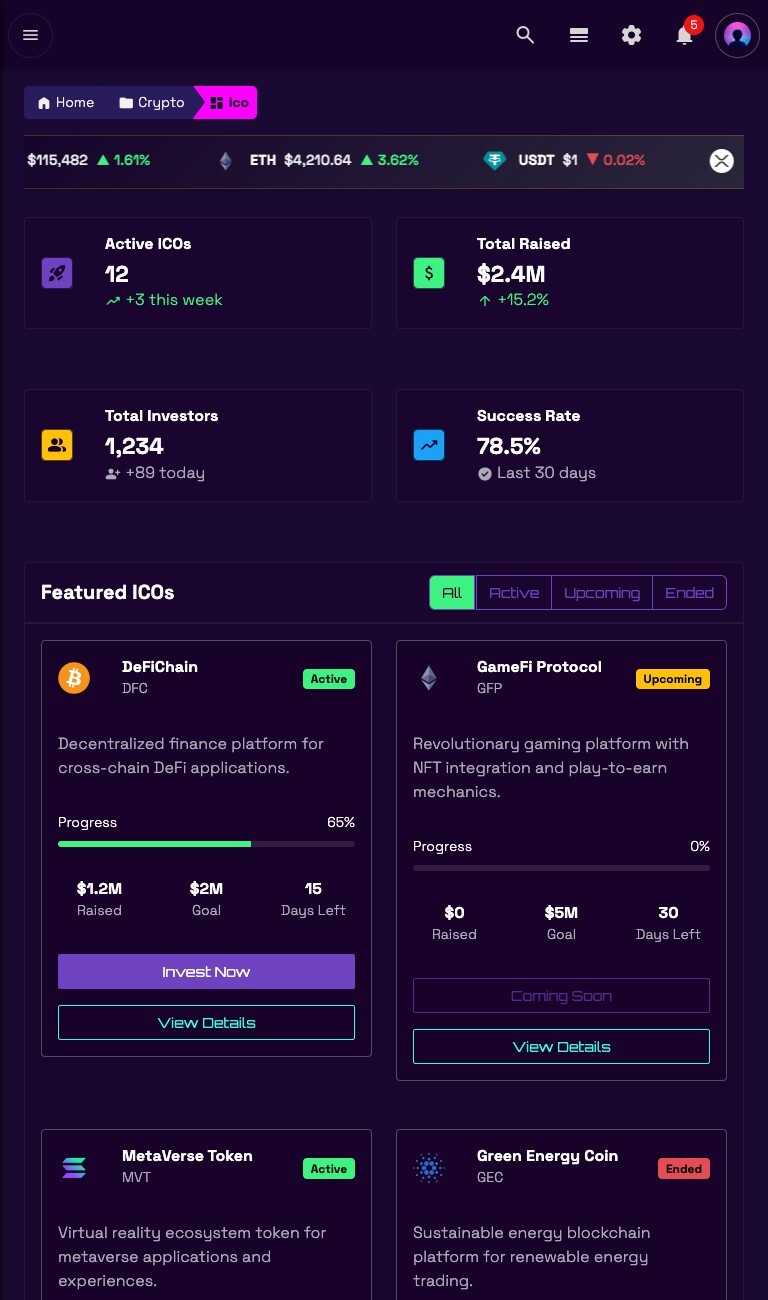 5
Home Crypto Ico
$115,482 ▲ 1.61% ETH $4,210.64 ▲ 3.62% USDT $1 ▼ 0.02%
Active ICOs
12
+3 this week
Total Raised
$2.4M
+15.2%
Total Investors
1,234
+89 today
Success Rate
78.5%
Last 30 days
Featured ICOs
All Active Upcoming Ended
DeFiChain
DFC
Active
Decentralized finance platform for
cross-chain DeFi applications.
Progress 65%
$1.2M $2M 15
Raised Goal Days Left
Invest Now
View Details
GameFi Protocol
GFP
Upcoming
Revolutionary gaming platform with
NFT integration and play-to-earn
mechanics.
Progress 0%
$0 $5M 30
Raised Goal Days Left
Coming Soon
View Details
MetaVerse Token
MVT
Active
Virtual reality ecosystem token for
metaverse applications and
experiences.
Green Energy Coin
GEC
Ended
Sustainable energy blockchain
platform for renewable energy
trading.